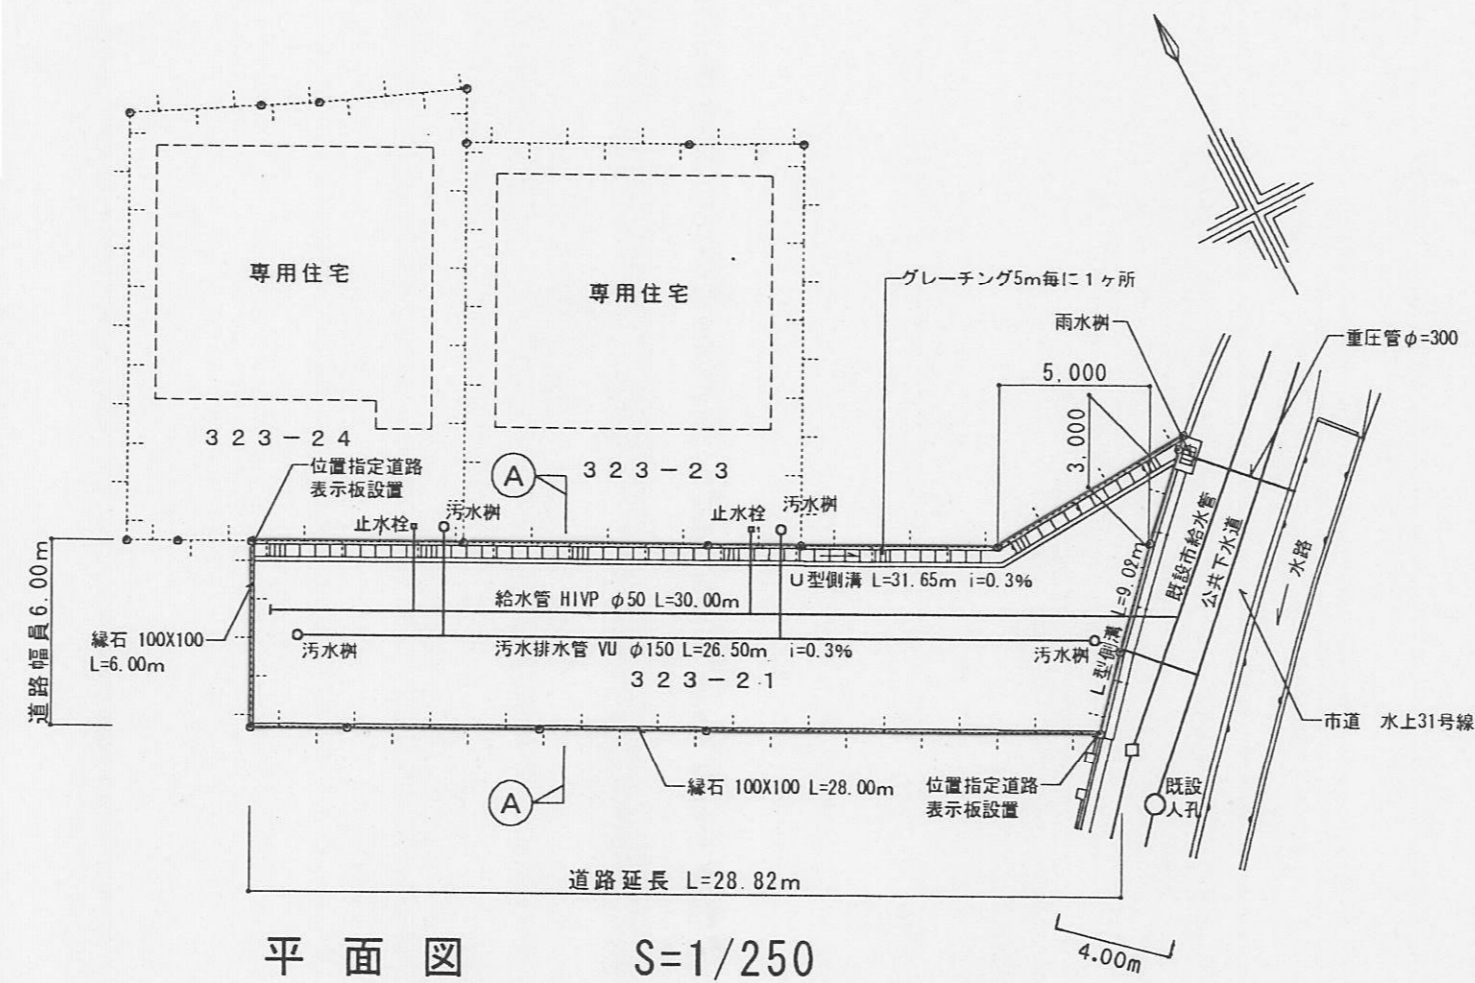 専用住宅
専用住宅
グレーチング5m毎に1ヶ所
雨水桝
重圧管φ=300
5.000
3.000
323-24
位置指定道路
表示板設置
A
323-23
止水栓
汚水桝
止水栓
汚水桝
U型側溝 L=31.65m i=0.3%
給水管 HIVP φ50 L=30.00m
道路幅員6.00m
縁石 100X100
L=6.00m
汚水桝
汚水排水管 VU φ150 L=26.50m i=0.3%
汚水桝
323-21
L型側溝 L=9.02m
既設市給水管
公共下水道
水路
市道 水上31号線
A
縁石 100X100 L=28.00m
位置指定道路
表示板設置
既設
人孔
道路延長 L=28.82m
4.00m
平面図 S=1/250